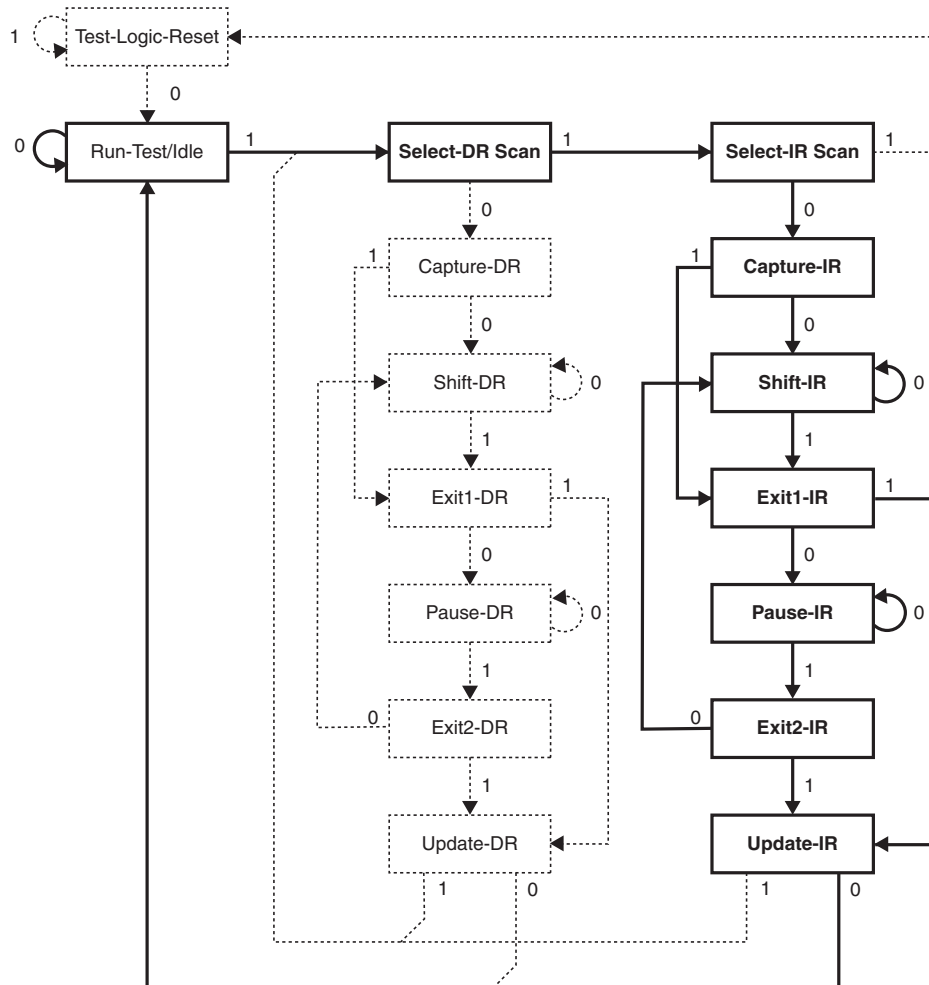 Test-Logic-Reset
1
0
0
Run-Test/Idle
1
Select-DR Scan
1
Select-IR Scan
1
0
0
1
Capture-DR
1
Capture-IR
0
0
Shift-DR
0
Shift-IR
0
1
1
Exit1-DR
1
Exit1-IR
1
0
0
Pause-DR
0
Pause-IR
0
1
1
0
Exit2-DR
0
Exit2-IR
1
1
Update-DR
Update-IR
1
0
1
0